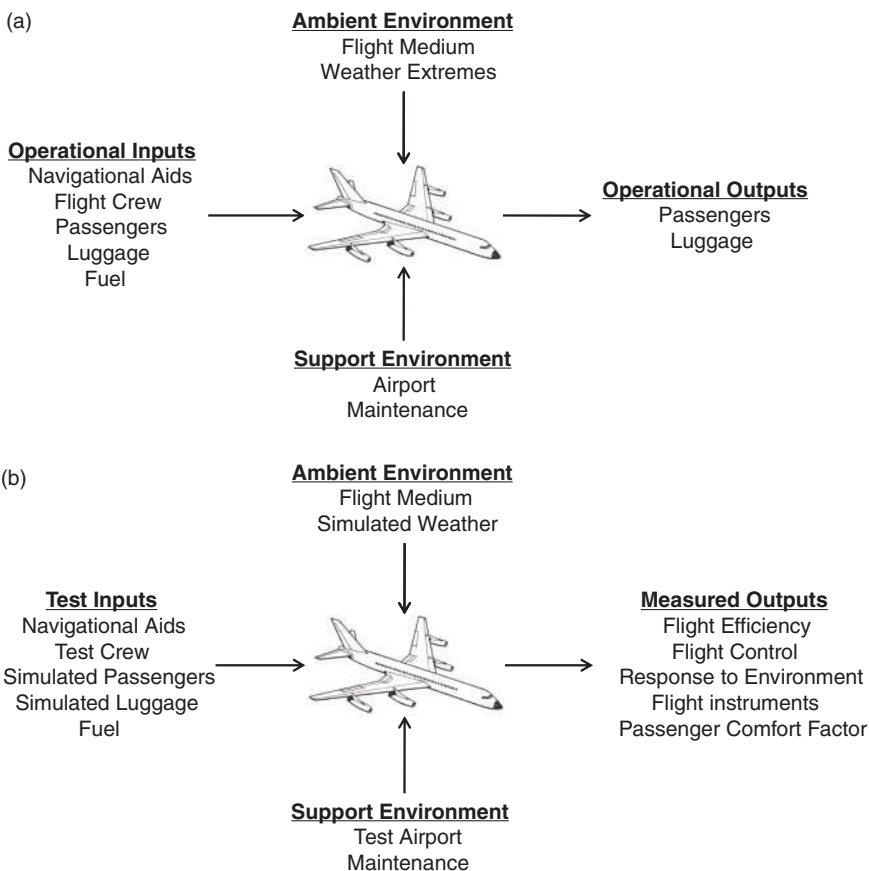 (a)
Ambient Environment
Flight Medium
Weather Extremes
Operational Inputs
Navigational Aids
Flight Crew
Passengers
Luggage
Fuel
Operational Outputs
Passengers
Luggage
Support Environment
Airport
Maintenance
(b)
Ambient Environment
Flight Medium
Simulated Weather
Test Inputs
Navigational Aids
Test Crew
Simulated Passengers
Simulated Luggage
Fuel
Measured Outputs
Flight Efficiency
Flight Control
Response to Environment
Flight instruments
Passenger Comfort Factor
Support Environment
Test Airport
Maintenance